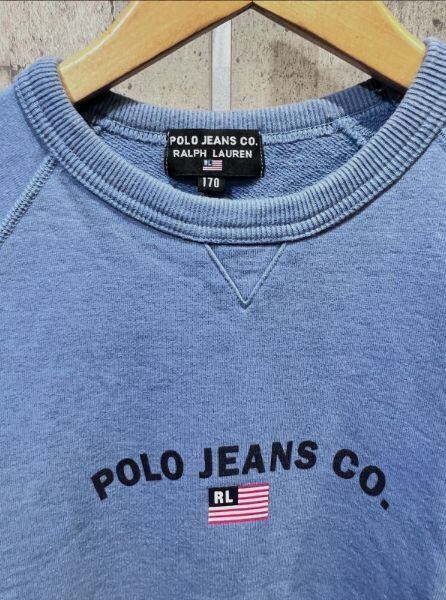 POLO JEANS CO.
RALPH LAUREN
170
POLO JEANS CO.
RL